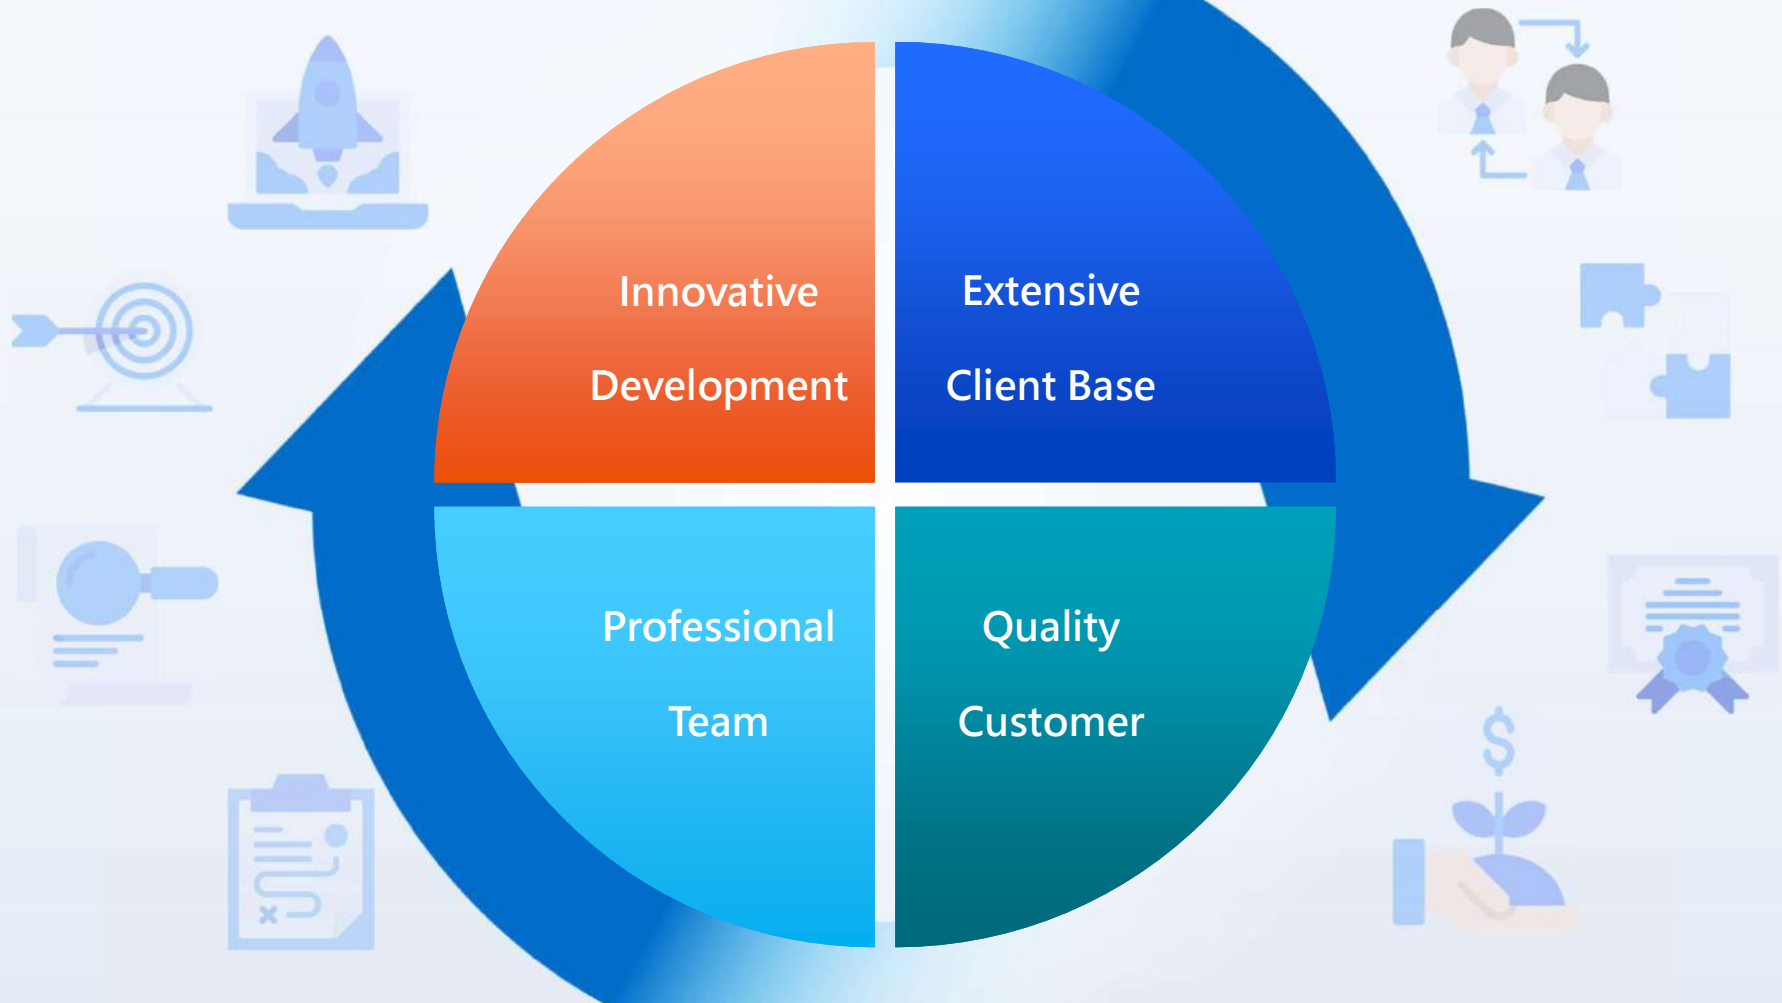 Innovative
Development
Extensive
Client Base
Professional
Team
Quality
Customer
$